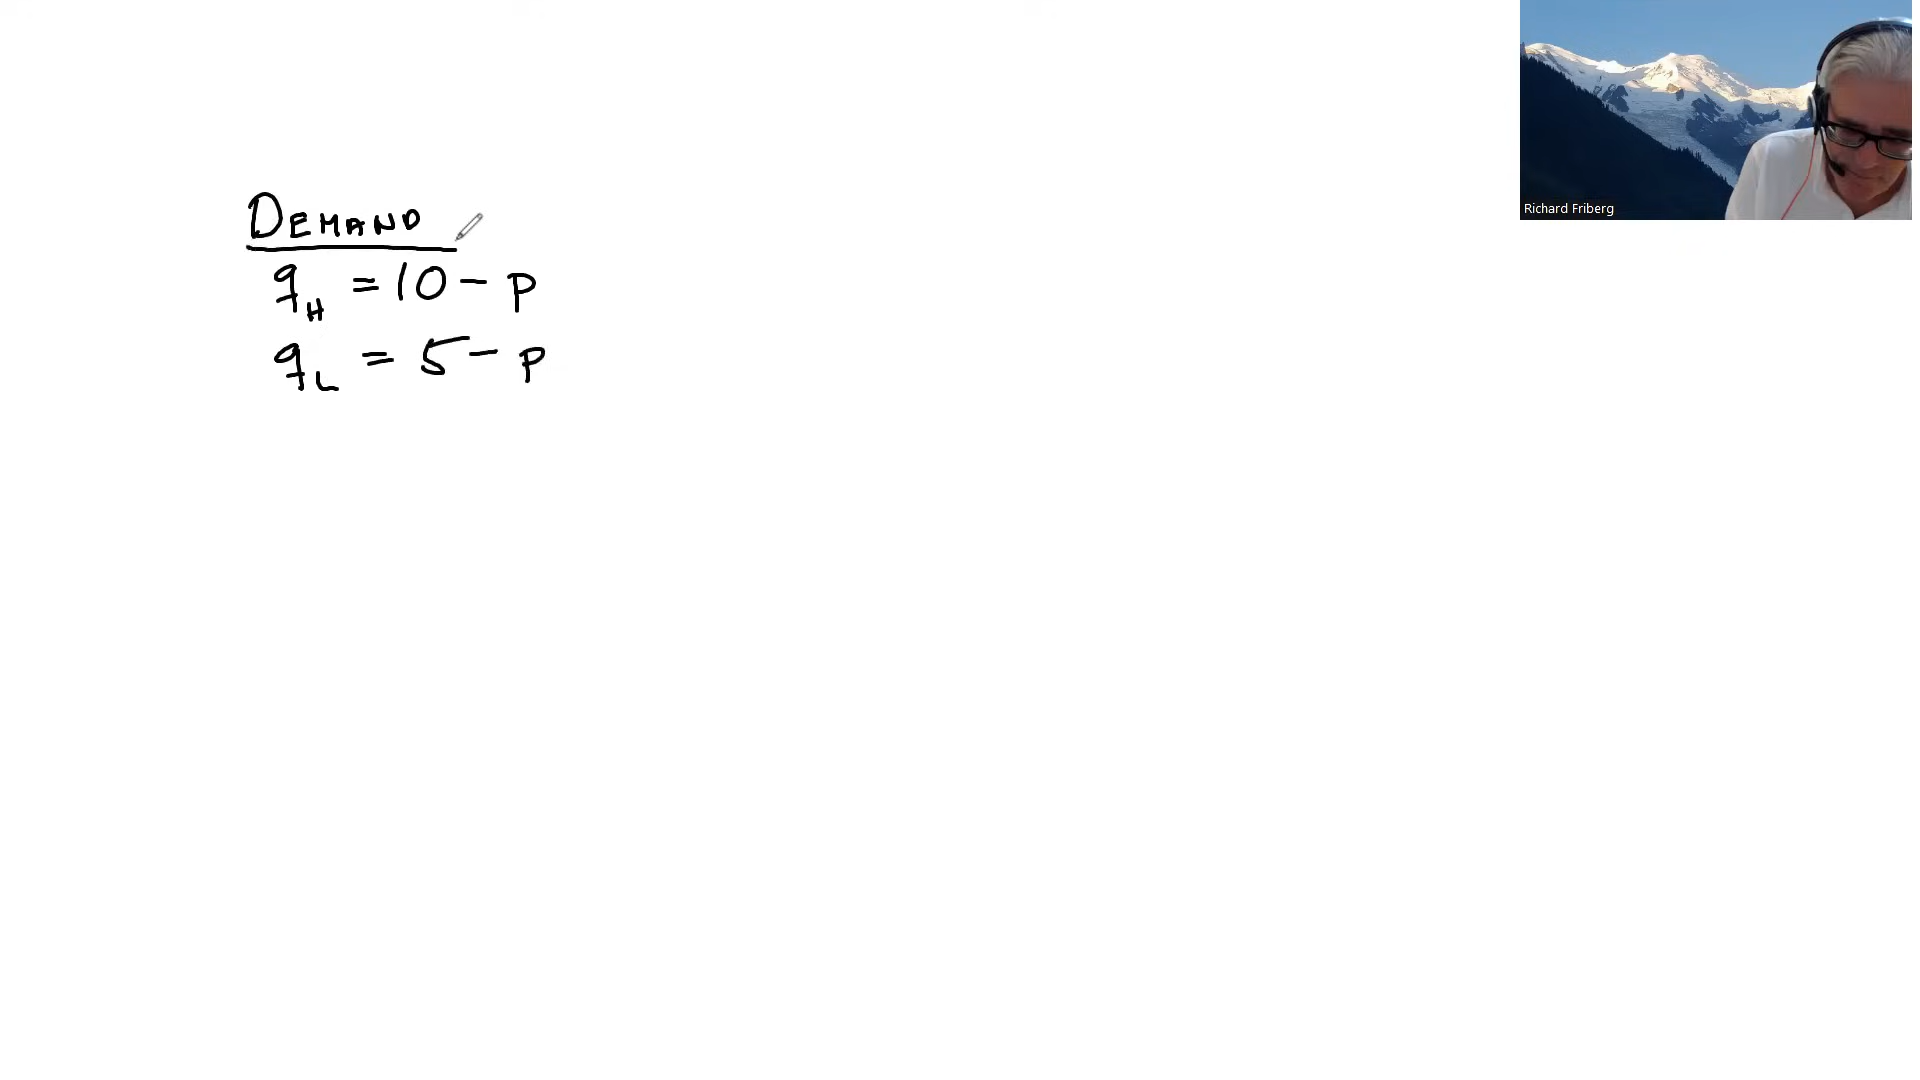 DEMAND
q_H = 10 - p
q_L = 5 - p
Richard Friberg